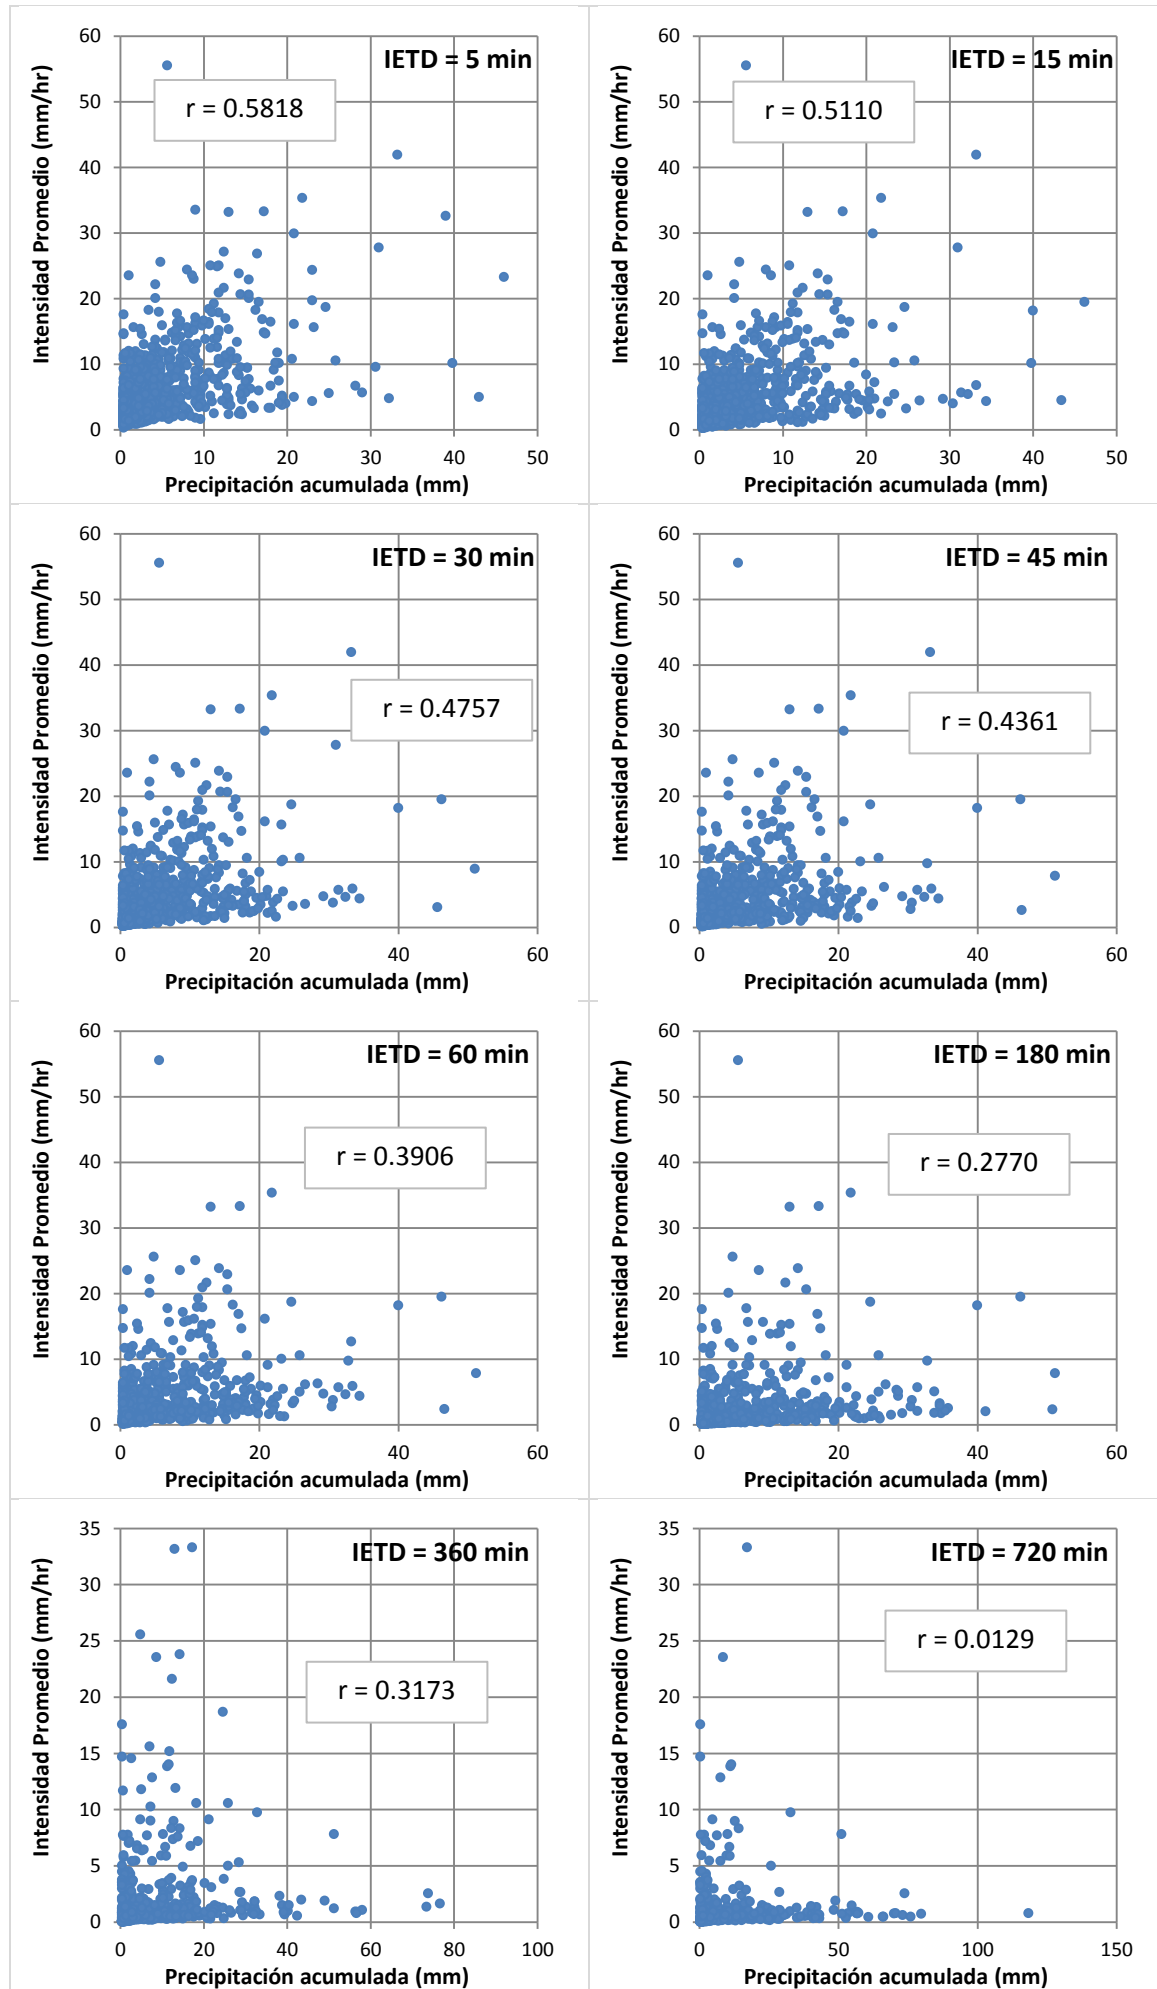 IETD = 5 min
r = 0.5818
Intensidad Promedio (mm/hr)
60
50
40
30
20
10
0
0 10 20 30 40 50
Precipitación acumulada (mm)
IETD = 15 min
r = 0.5110
Intensidad Promedio (mm/hr)
60
50
40
30
20
10
0
0 10 20 30 40 50
Precipitación acumulada (mm)
IETD = 30 min
r = 0.4757
Intensidad Promedio (mm/hr)
60
50
40
30
20
10
0
0 20 40 60
Precipitación acumulada (mm)
IETD = 45 min
r = 0.4361
Intensidad Promedio (mm/hr)
60
50
40
30
20
10
0
0 20 40 60
Precipitación acumulada (mm)
IETD = 60 min
r = 0.3906
Intensidad Promedio (mm/hr)
60
50
40
30
20
10
0
0 20 40 60
Precipitación acumulada (mm)
IETD = 180 min
r = 0.2770
Intensidad Promedio (mm/hr)
60
50
40
30
20
10
0
0 20 40 60
Precipitación acumulada (mm)
IETD = 360 min
r = 0.3173
Intensidad Promedio (mm/hr)
35
30
25
20
15
10
5
0
0 20 40 60 80 100
Precipitación acumulada (mm)
IETD = 720 min
r = 0.0129
Intensidad Promedio (mm/hr)
35
30
25
20
15
10
5
0
0 50 100 150
Precipitación acumulada (mm)